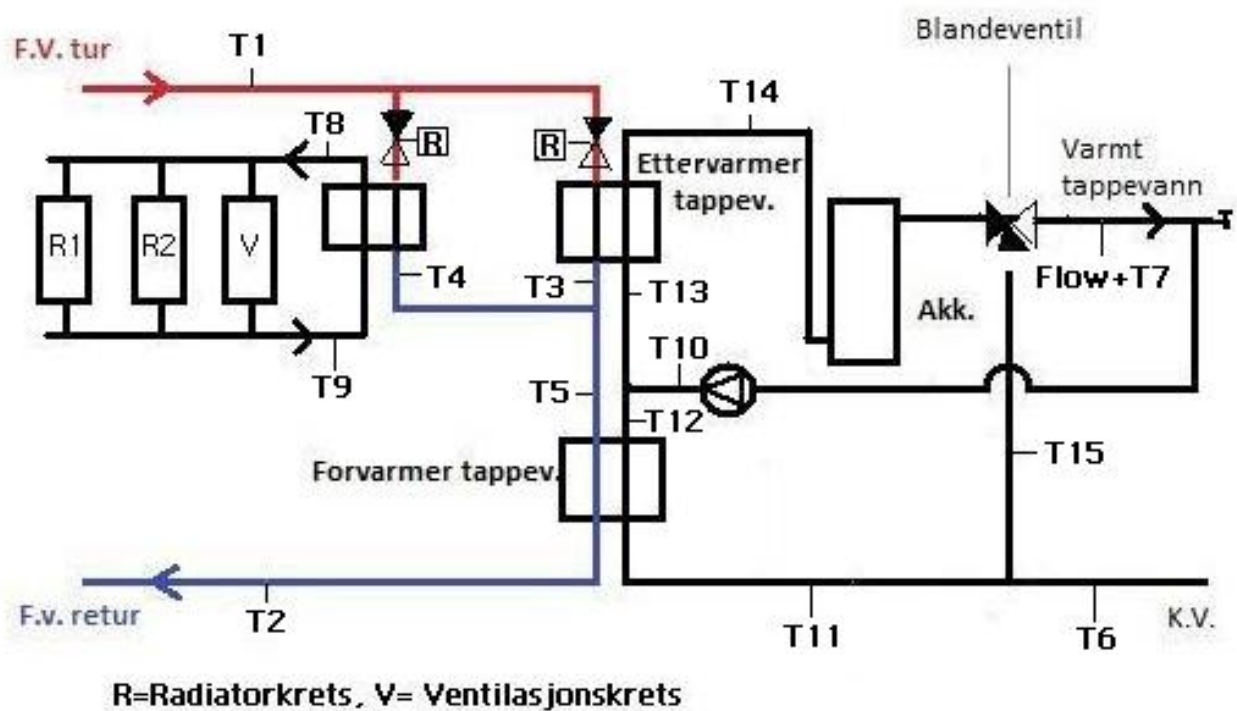 Blandeventil
F.V. tur
T1
T14
T8
R
R
Ettervarmer
tappev.
Varmt
tappevann
R1
R2
V
T4
T3
T13
Flow+T7
Akk.
T10
T9
T5
T12
T15
Forvarmer tappev.
F.v. retur
T2
T11
T6
K.V.
R=Radiatorkrets, V= Ventilasjonskrets